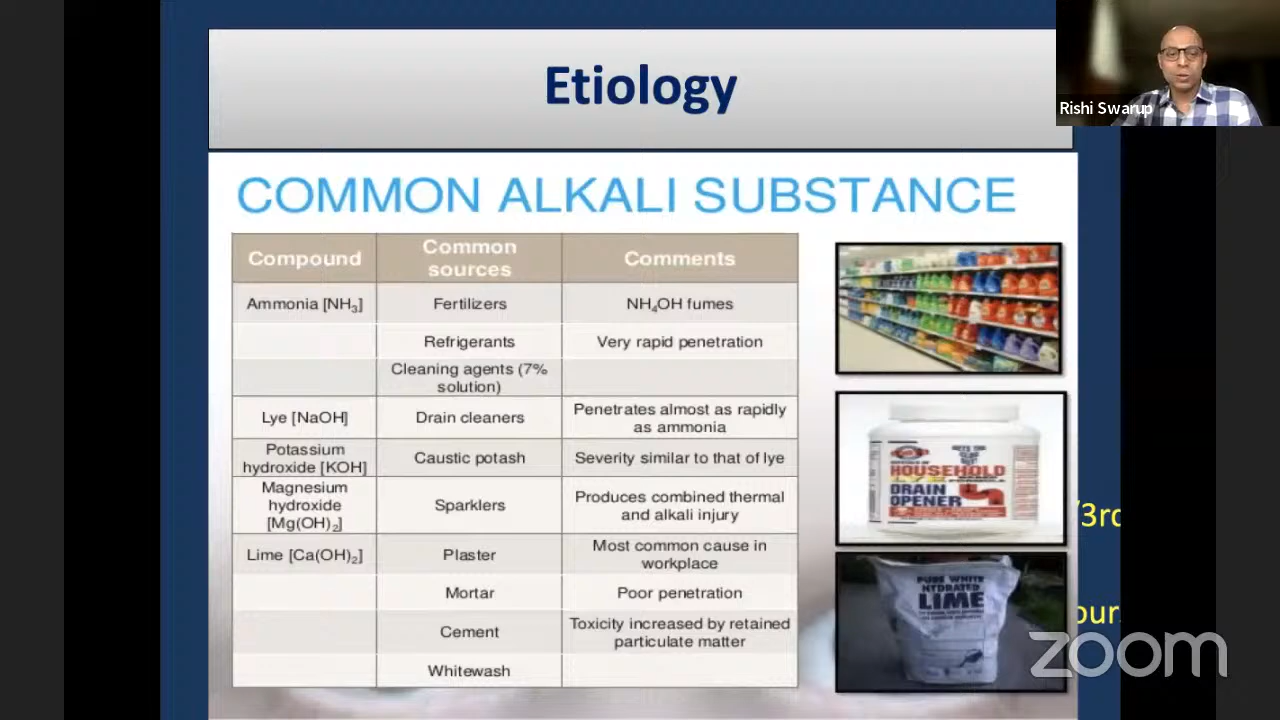 Etiology
Rishi Swarup
COMMON ALKALI SUBSTANCE
Compound
Common
sources
Comments
Ammonia [NH₃]
Fertilizers
NH₄OH fumes
Refrigerants
Very rapid penetration
Cleaning agents (7%
solution)
Lye [NaOH]
Drain cleaners
Penetrates almost as rapidly
as ammonia
Potassium
hydroxide [KOH]
Caustic potash
Severity similar to that of lye
Magnesium
hydroxide
[Mg(OH)₂]
Sparklers
Produces combined thermal
and alkali injury
Lime [Ca(OH)₂]
Plaster
Most common cause in
workplace
Mortar
Poor penetration
Cement
Toxicity increased by retained
particulate matter
Whitewash
HOUSEHOLD
DRAIN
OPENER
PURE WHITE
HYDRATED
LIME
/3rd
our
zoom